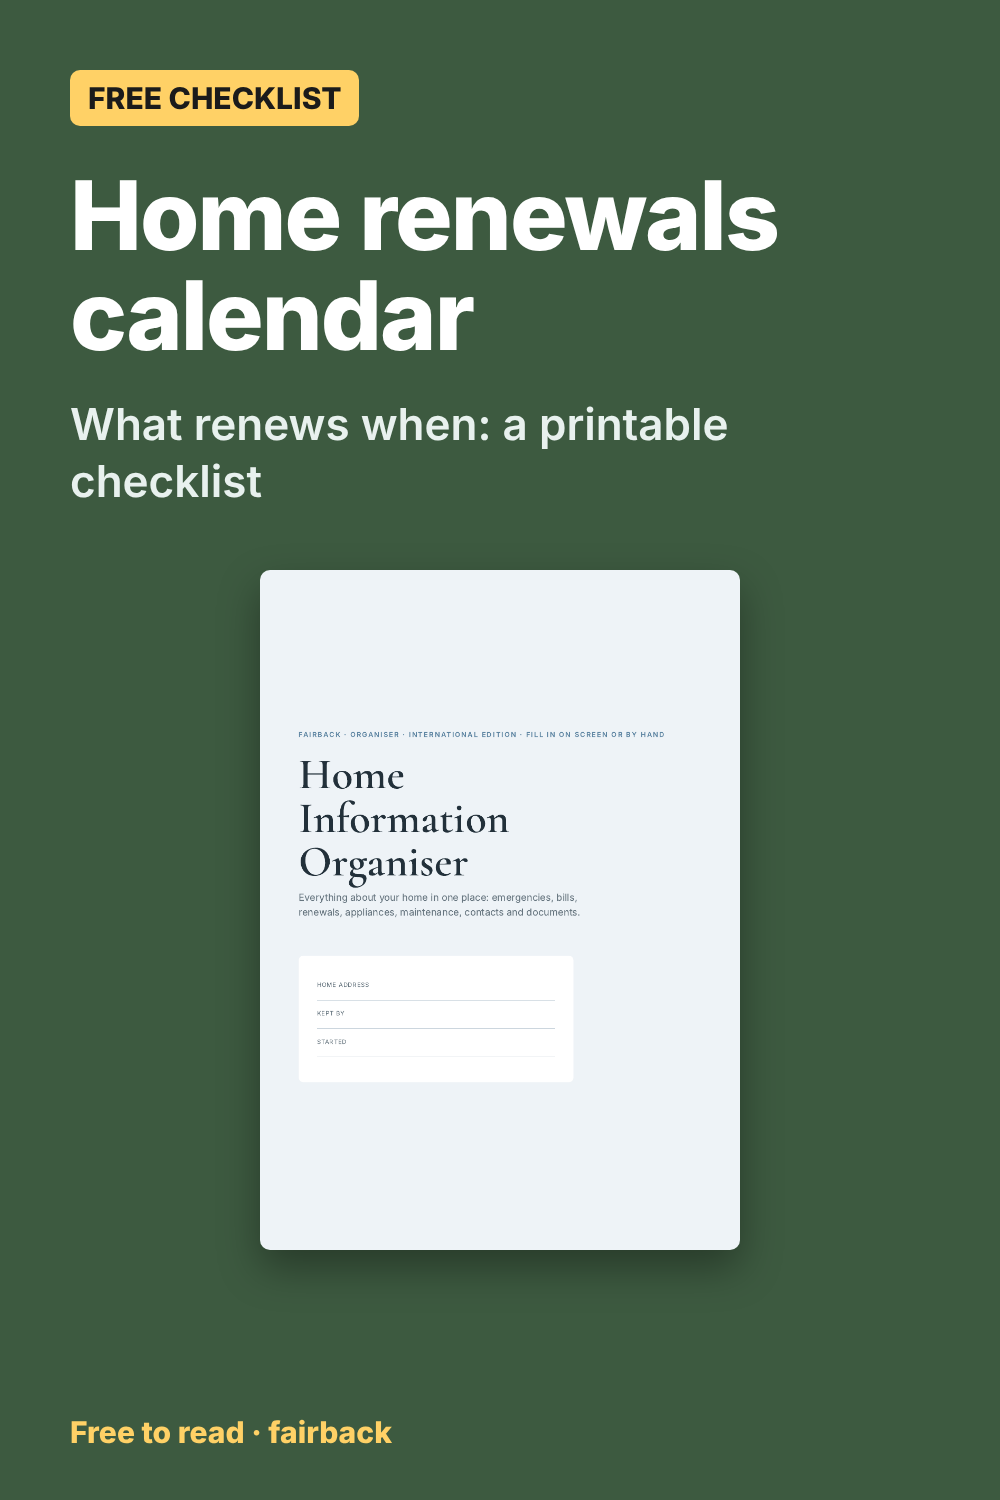 FREE CHECKLIST
Home renewals
calendar
What renews when: a printable
checklist
FAIRBACK · ORGANISER · INTERNATIONAL EDITION · FILL IN ON SCREEN OR BY HAND
Home
Information
Organiser
Everything about your home in one place: emergencies, bills,
renewals, appliances, maintenance, contacts and documents.
HOME ADDRESS
KEPT BY
STARTED
Free to read · fairback